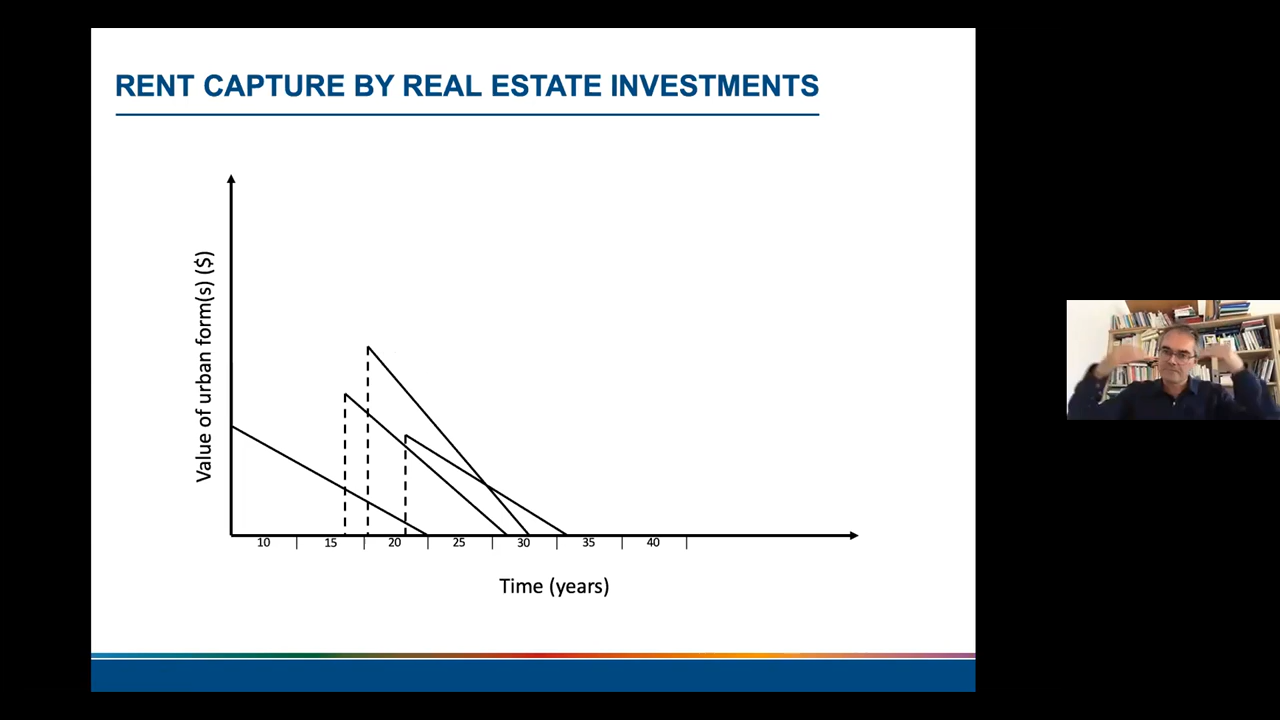 RENT CAPTURE BY REAL ESTATE INVESTMENTS
Value of urban form(s) ($)
10 15 20 25 30 35 40
Time (years)